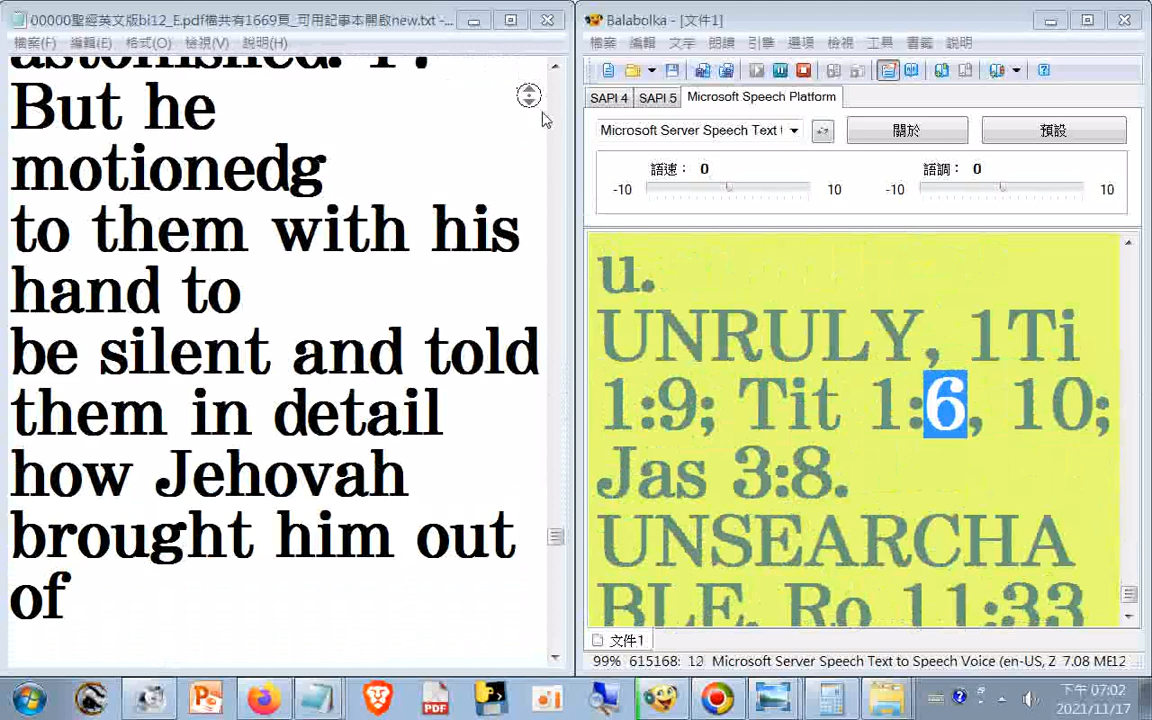 00000聖經英文版bi12_E.pdf檔共有1669頁_可用記事本開啟new.txt -...
檔案(F) 編輯(E) 格式(O) 檢視(V) 說明(H)
astonished. 17
But he
motionedg
to them with his
hand to
be silent and told
them in detail
how Jehovah
brought him out
of
Balabolka - [文件1]
檔案 編輯 文字 朗讀 引擎 選項 檢視 工具 書籤 說明
SAPI 4 SAPI 5 Microsoft Speech Platform
Microsoft Server Speech Text 關於 預設
語速： 0 語調： 0
-10 10 -10 10
u.
UNRULY, 1Ti
1:9; Tit 1:6, 10;
Jas 3:8.
UNSEARCHA
BLE, Ro 11:33
文件1
99% 615168: 12 Microsoft Server Speech Text to Speech Voice (en-US, Z 7.08 ME12
PDF
下午 07:02
2021/11/17